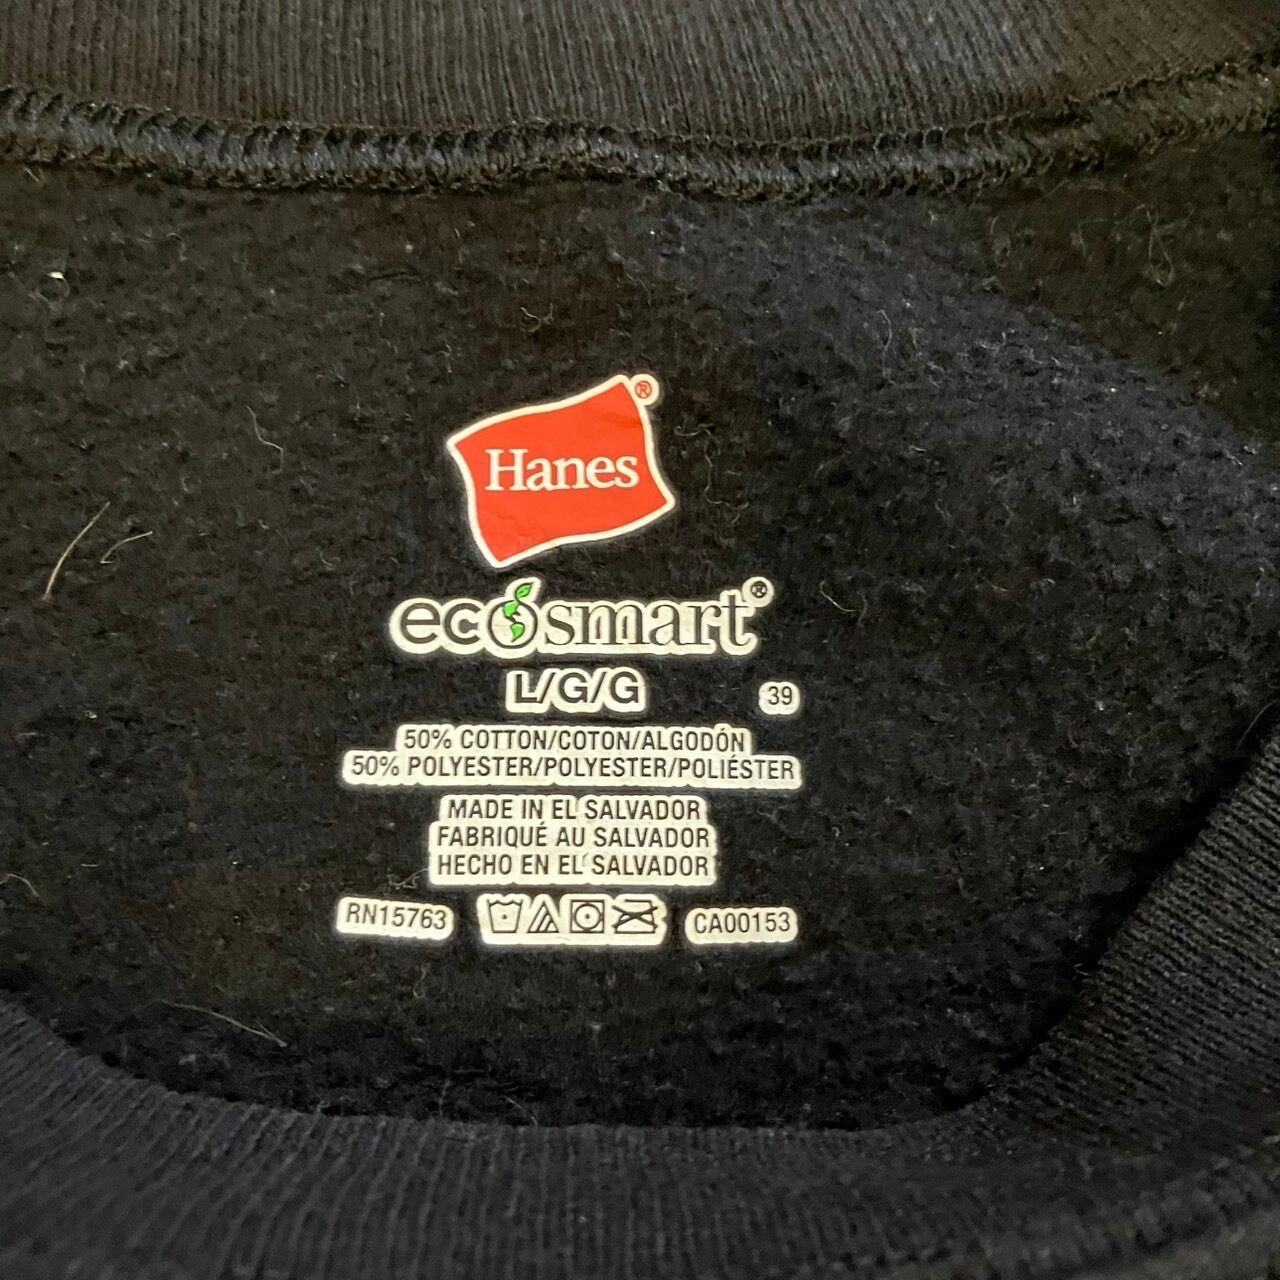 Hanes®
ecosmart®
L/G/G 39
50% COTTON/COTON/ALGODÓN
50% POLYESTER/POLYESTER/POLIÉSTER
MADE IN EL SALVADOR
FABRIQUÉ AU SALVADOR
HECHO EN EL SALVADOR
RN15763 CA00153